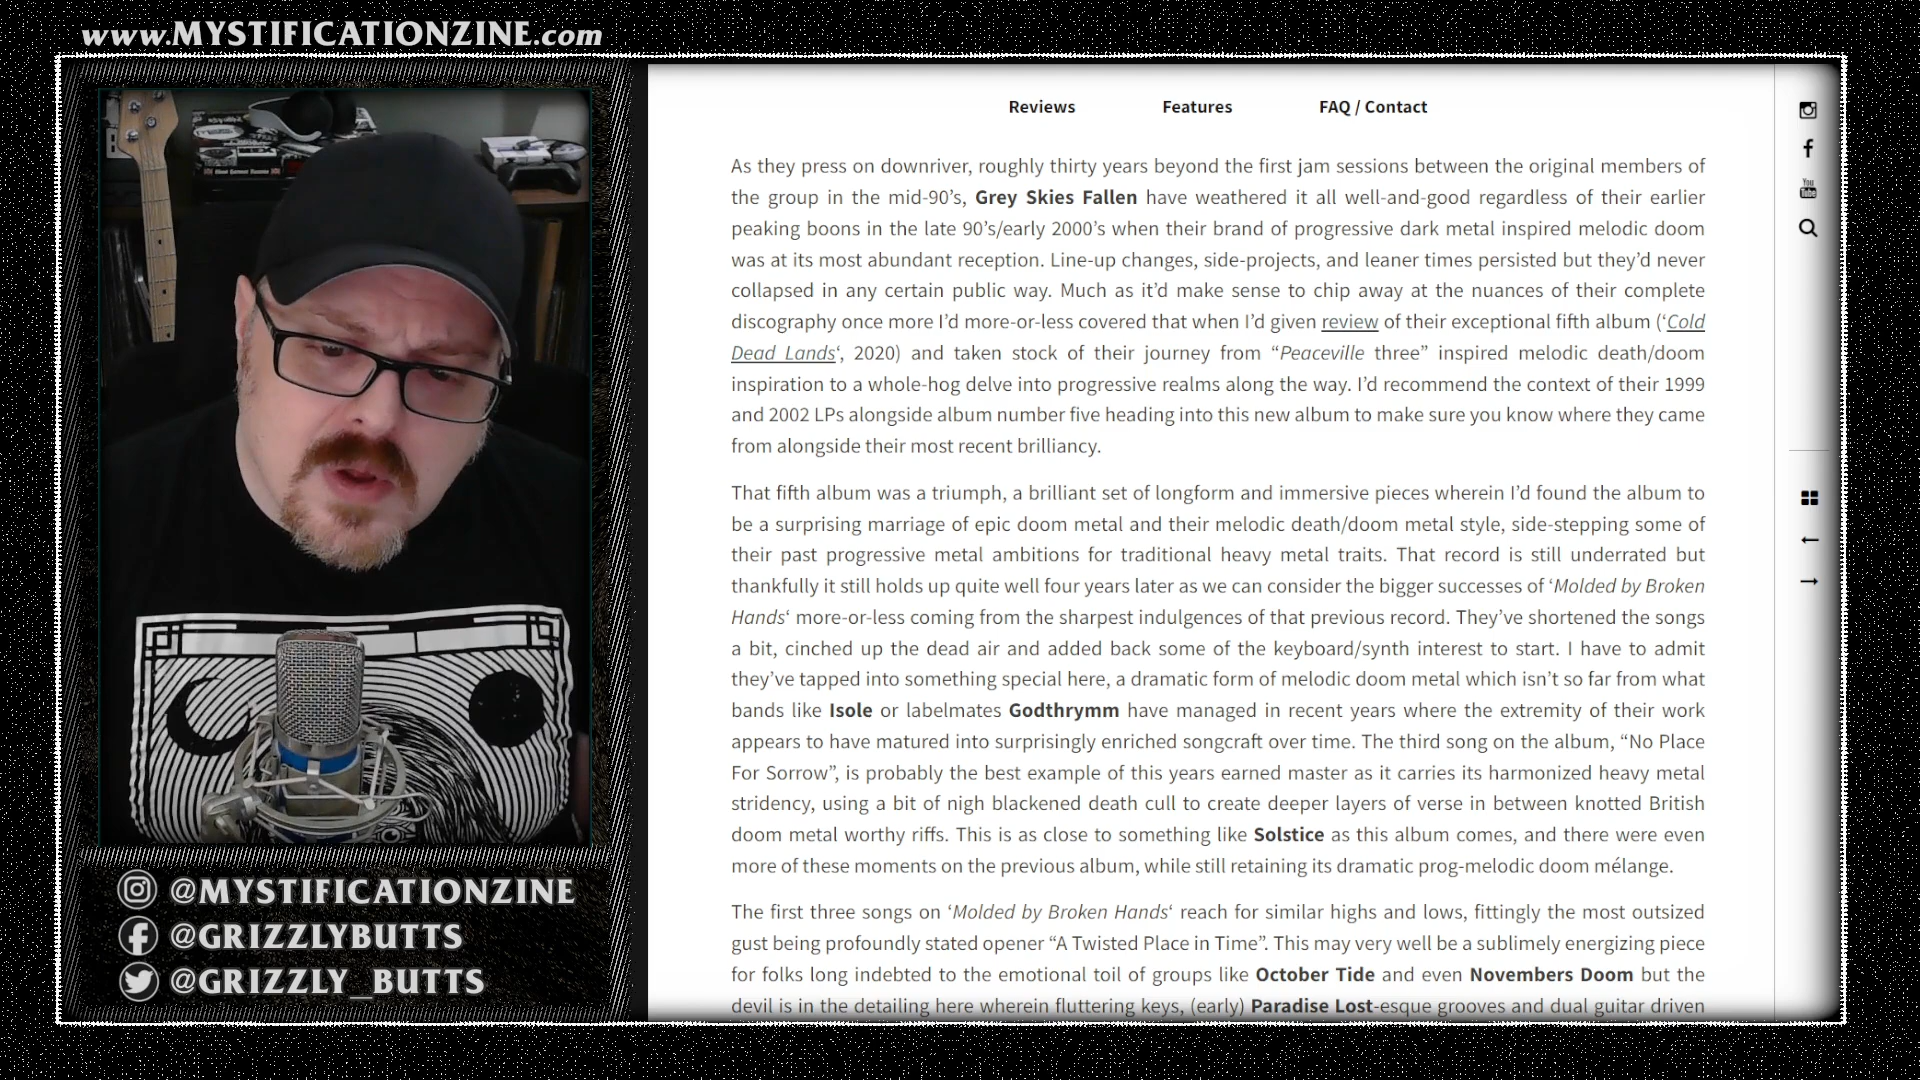 www.MYSTIFICATIONZINE.com
Reviews Features FAQ / Contact
As they press on downriver, roughly thirty years beyond the first jam sessions between the original members of
the group in the mid-90’s, Grey Skies Fallen have weathered it all well-and-good regardless of their earlier
peaking boons in the late 90’s/early 2000’s when their brand of progressive dark metal inspired melodic doom
was at its most abundant reception. Line-up changes, side-projects, and leaner times persisted but they’d never
collapsed in any certain public way. Much as it’d make sense to chip away at the nuances of their complete
discography once more I’d more-or-less covered that when I’d given review of their exceptional fifth album (‘Cold
Dead Lands‘, 2020) and taken stock of their journey from “Peaceville three” inspired melodic death/doom
inspiration to a whole-hog delve into progressive realms along the way. I’d recommend the context of their 1999
and 2002 LPs alongside album number five heading into this new album to make sure you know where they came
from alongside their most recent brilliancy.
That fifth album was a triumph, a brilliant set of longform and immersive pieces wherein I’d found the album to
be a surprising marriage of epic doom metal and their melodic death/doom metal style, side-stepping some of
their past progressive metal ambitions for traditional heavy metal traits. That record is still underrated but
thankfully it still holds up quite well four years later as we can consider the bigger successes of ‘Molded by Broken
Hands‘ more-or-less coming from the sharpest indulgences of that previous record. They’ve shortened the songs
a bit, cinched up the dead air and added back some of the keyboard/synth interest to start. I have to admit
they’ve tapped into something special here, a dramatic form of melodic doom metal which isn’t so far from what
bands like Isole or labelmates Godthrymm have managed in recent years where the extremity of their work
appears to have matured into surprisingly enriched songcraft over time. The third song on the album, “No Place
For Sorrow”, is probably the best example of this years earned master as it carries its harmonized heavy metal
stridency, using a bit of nigh blackened death cull to create deeper layers of verse in between knotted British
doom metal worthy riffs. This is as close to something like Solstice as this album comes, and there were even
more of these moments on the previous album, while still retaining its dramatic prog-melodic doom mélange.
The first three songs on ‘Molded by Broken Hands‘ reach for similar highs and lows, fittingly the most outsized
gust being profoundly stated opener “A Twisted Place in Time”. This may very well be a sublimely energizing piece
for folks long indebted to the emotional toil of groups like October Tide and even Novembers Doom but the
devil is in the detailing here wherein fluttering keys, (early) Paradise Lost-esque grooves and dual guitar driven
You
Tube
@MYSTIFICATIONZINE
@GRIZZLYBUTTS
@GRIZZLY_BUTTS